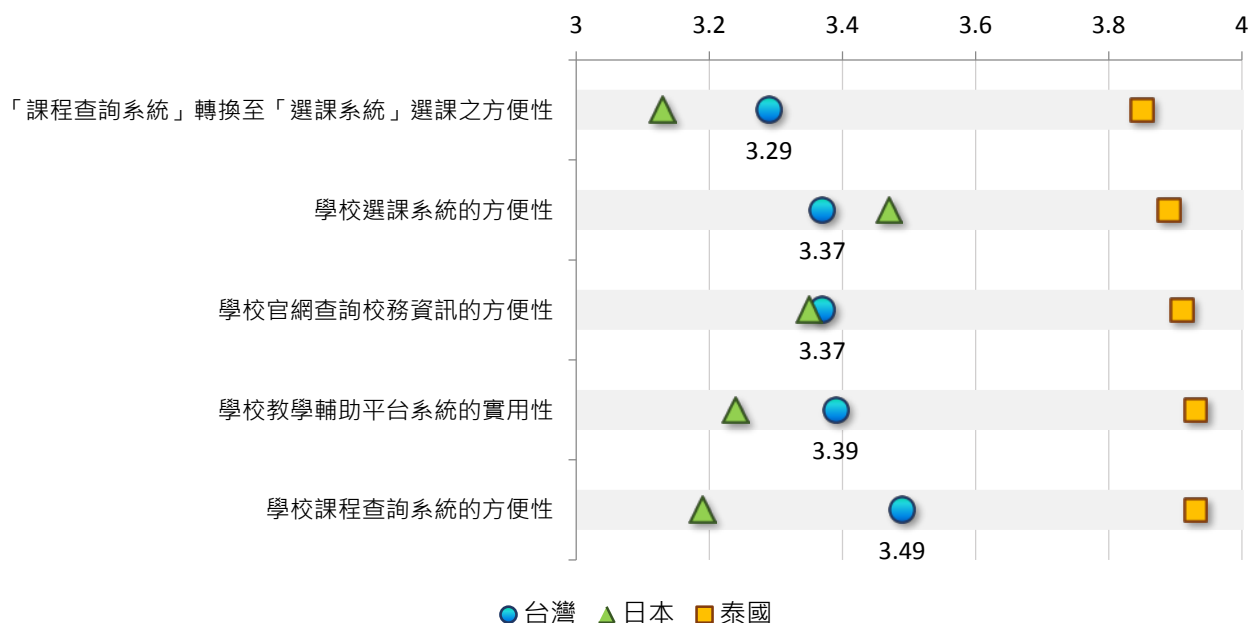 3 3.2 3.4 3.6 3.8 4
「課程查詢系統」轉換至「選課系統」選課之方便性
3.29
學校選課系統的方便性
3.37
學校官網查詢校務資訊的方便性
3.37
學校教學輔助平台系統的實用性
3.39
學校課程查詢系統的方便性
3.49
台灣 日本 泰國